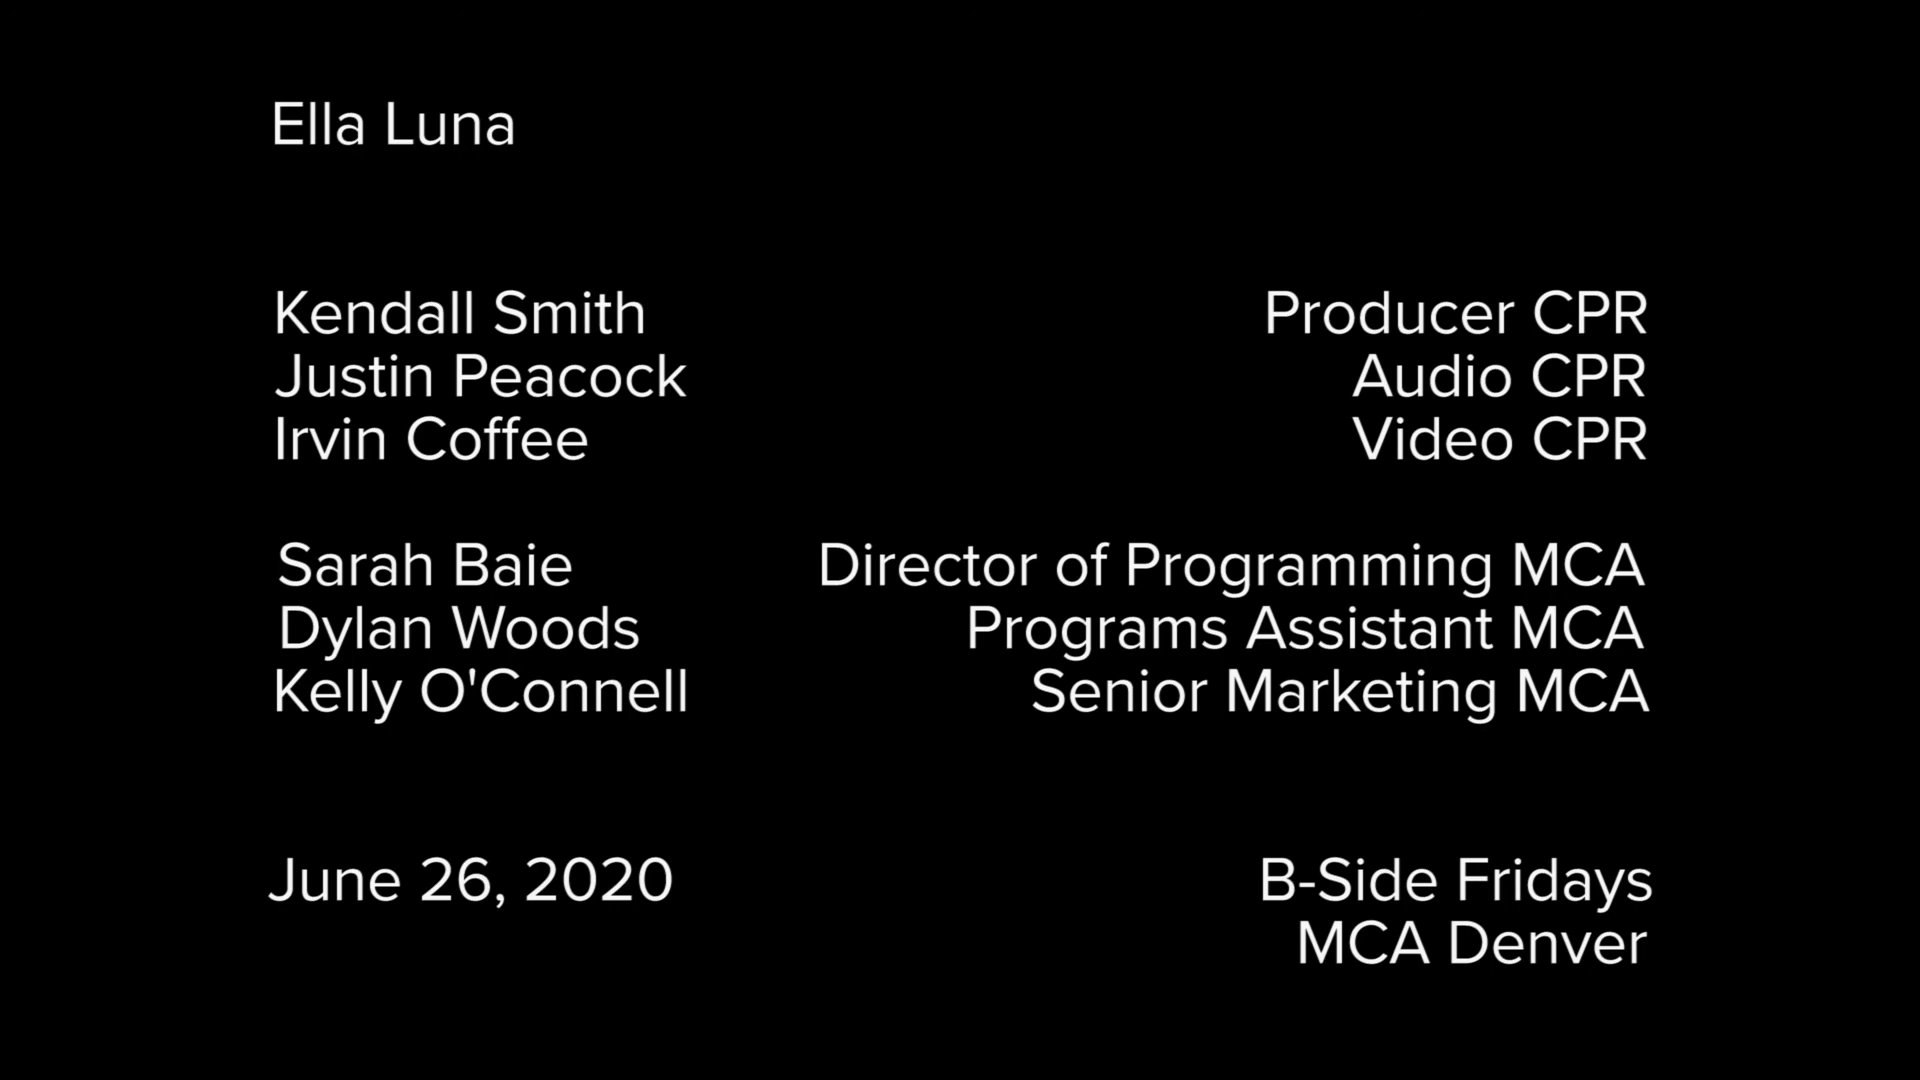 Ella Luna
Kendall Smith Producer CPR
Justin Peacock Audio CPR
Irvin Coffee Video CPR
Sarah Baie Director of Programming MCA
Dylan Woods Programs Assistant MCA
Kelly O'Connell Senior Marketing MCA
June 26, 2020 B-Side Fridays
MCA Denver